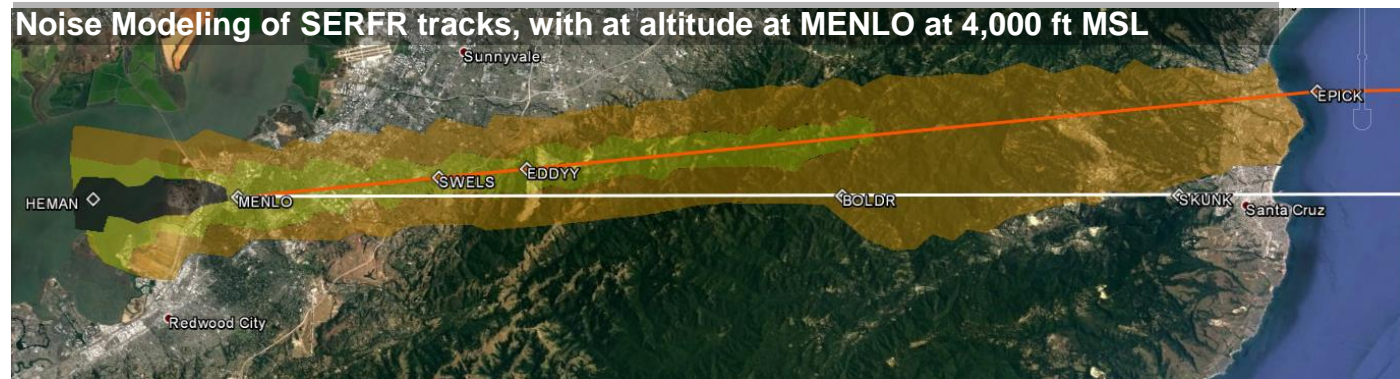 Noise Modeling of SERFR tracks, with at altitude at MENLO at 4,000 ft MSL
Sunnyvale
EPICK
EDDYY
SWELS
HEMAN
MENLO
BOLDR
SKUNK
Santa Cruz
Redwood City